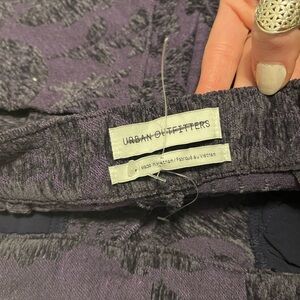 URBAN OUTFITTERS
Made in Vietnam / Fabriqué au Vietnam